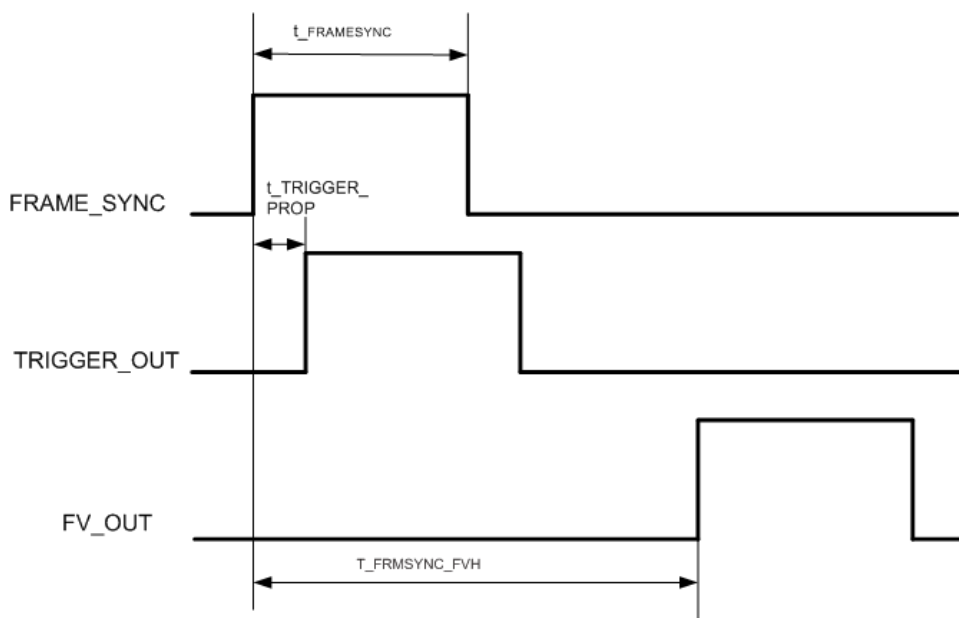 t_FRAMESYNC
FRAME_SYNC
t_TRIGGER_
PROP
TRIGGER_OUT
FV_OUT
T_FRMSYNC_FVH